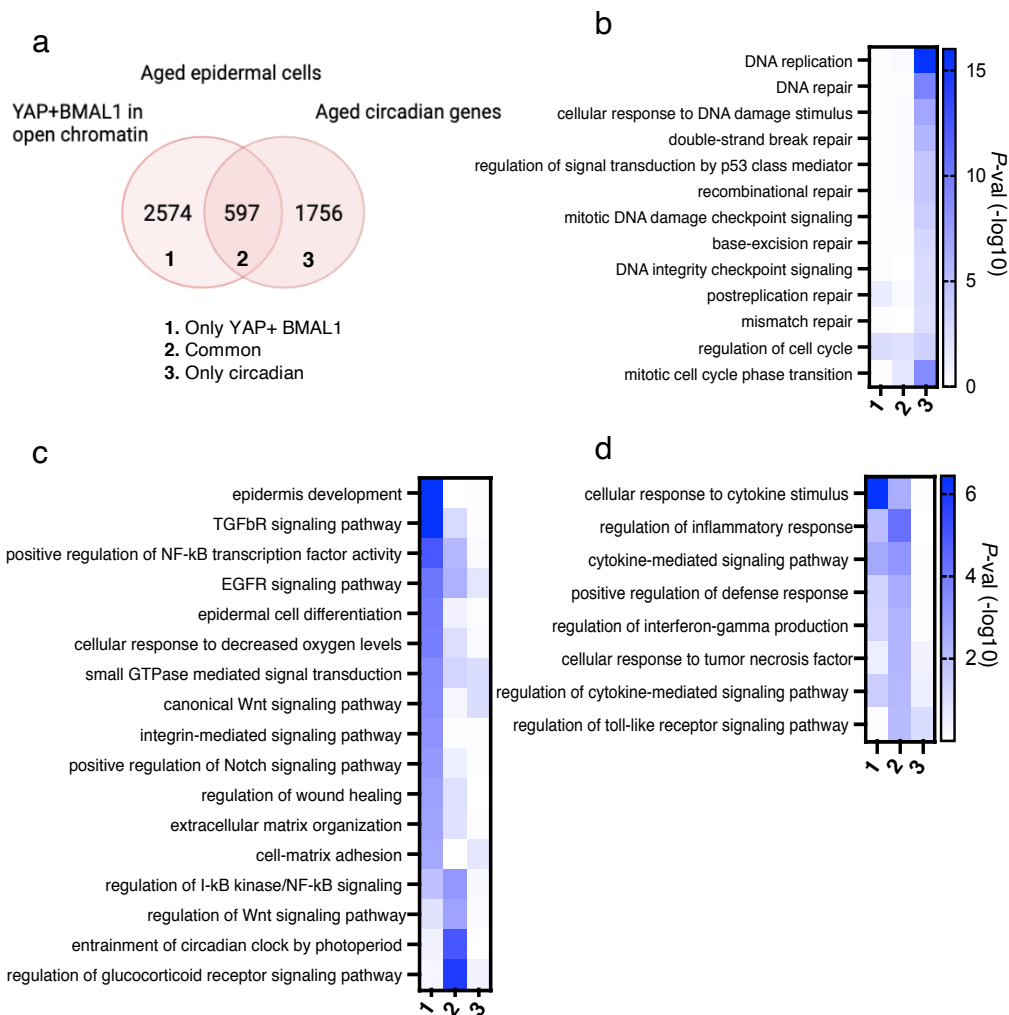 a
Aged epidermal cells
YAP+BMAL1 in
open chromatin
Aged circadian genes
2574
597
1756
1
2
3
1. Only YAP+ BMAL1
2. Common
3. Only circadian
b
DNA replication
DNA repair
cellular response to DNA damage stimulus
double-strand break repair
regulation of signal transduction by p53 class mediator
recombinational repair
mitotic DNA damage checkpoint signaling
base-excision repair
DNA integrity checkpoint signaling
postreplication repair
mismatch repair
regulation of cell cycle
mitotic cell cycle phase transition
1
2
3
15
10
5
0
P-val (-log10)
c
epidermis development
TGFbR signaling pathway
positive regulation of NF-kB transcription factor activity
EGFR signaling pathway
epidermal cell differentiation
cellular response to decreased oxygen levels
small GTPase mediated signal transduction
canonical Wnt signaling pathway
integrin-mediated signaling pathway
positive regulation of Notch signaling pathway
regulation of wound healing
extracellular matrix organization
cell-matrix adhesion
regulation of I-kB kinase/NF-kB signaling
regulation of Wnt signaling pathway
entrainment of circadian clock by photoperiod
regulation of glucocorticoid receptor signaling pathway
1
2
3
d
cellular response to cytokine stimulus
regulation of inflammatory response
cytokine-mediated signaling pathway
positive regulation of defense response
regulation of interferon-gamma production
cellular response to tumor necrosis factor
regulation of cytokine-mediated signaling pathway
regulation of toll-like receptor signaling pathway
1
2
3
6
4
2
P-val (-log10)